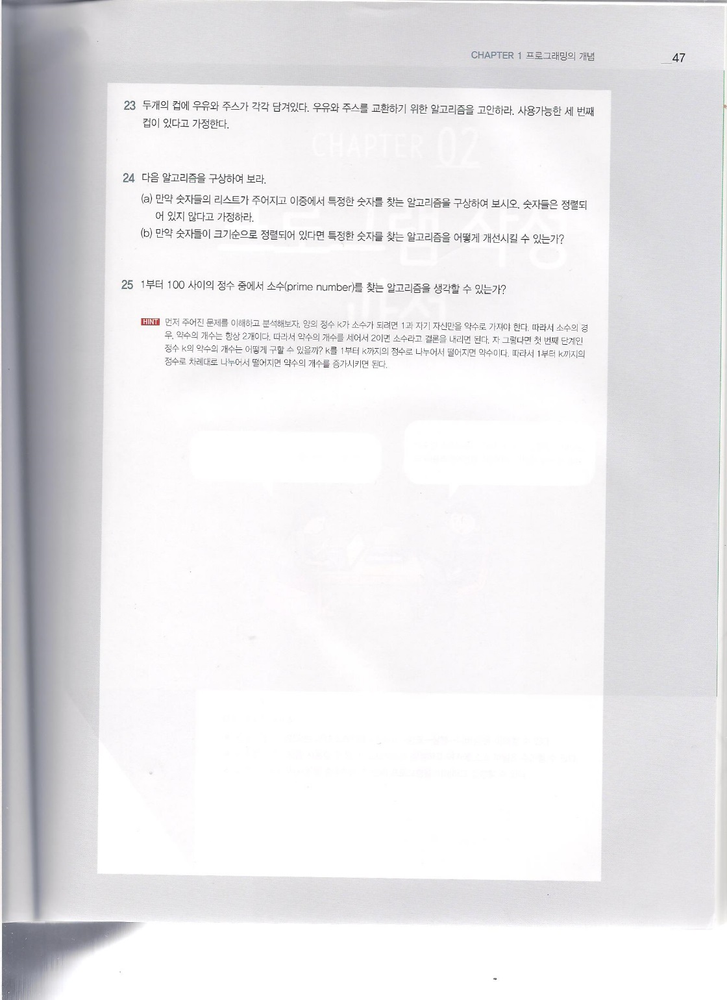 CHAPTER 1 프로그래밍의 개념 __47
23 두개의 컵에 우유와 주스가 각각 담겨있다. 우유와 주스를 교환하기 위한 알고리즘을 고안하라. 사용가능한 세 번째
컵이 있다고 가정한다.
CHAPTER 02
24 다음 알고리즘을 구상하여 보라.
(a) 만약 숫자들의 리스트가 주어지고 이중에서 특정한 숫자를 찾는 알고리즘을 구상하여 보시오. 숫자들은 정렬되
어 있지 않다고 가정하라.
(b) 만약 숫자들이 크기순으로 정렬되어 있다면 특정한 숫자를 찾는 알고리즘을 어떻게 개선시킬 수 있는가?
25 1부터 100 사이의 정수 중에서 소수(prime number)를 찾는 알고리즘을 생각할 수 있는가?
HINT 먼저 주어진 문제를 이해하고 분석해보자. 양의 정수 k가 소수가 되려면 1과 자기 자신만을 약수로 가져야 한다. 따라서 소수의 경
우, 약수의 개수는 항상 2개이다. 따라서 약수의 개수를 세어서 2이면 소수라고 결론을 내리면 된다. 자 그렇다면 첫 번째 단계인
정수 k의 약수의 개수는 어떻게 구할 수 있을까? k를 1부터 k까지의 정수로 나누어서 떨어지면 약수이다. 따라서 1부터 k까지의
정수로 차례대로 나누어서 떨어지면 약수의 개수를 증가시키면 된다.